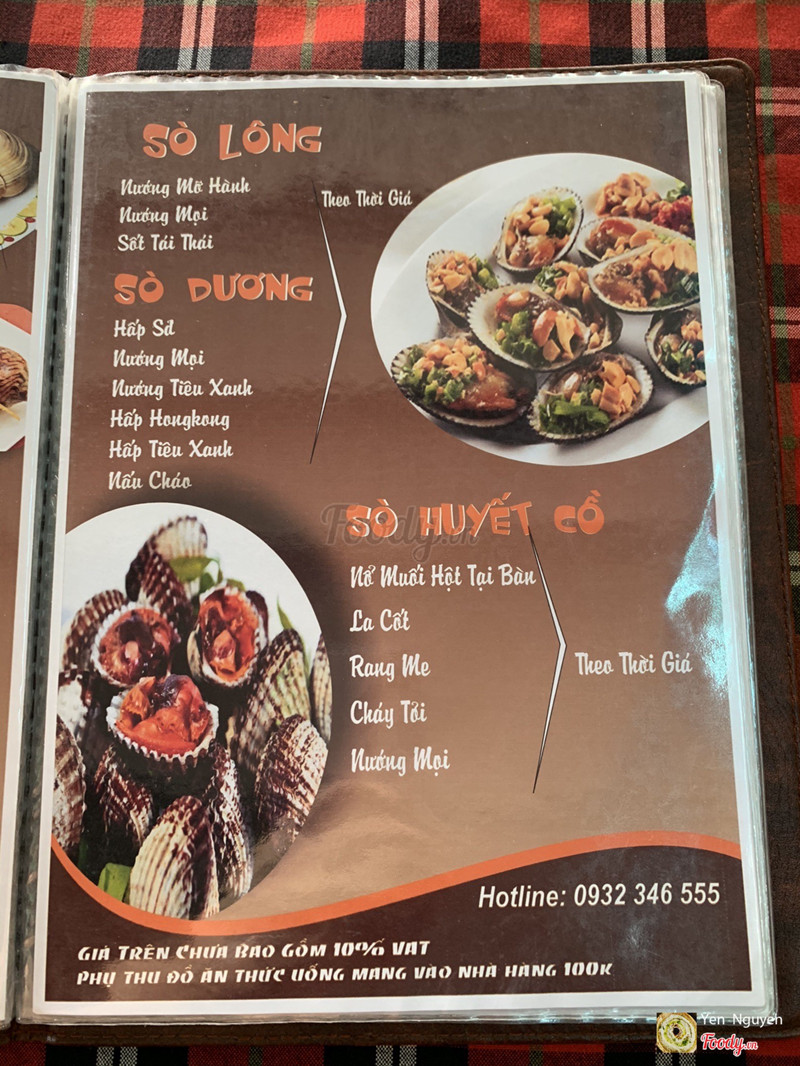 SÒ LÔNG
Nướng Mỡ Hành
Nướng Mọi
Sốt Tái Thái
Theo Thời Giá
SÒ DƯƠNG
Hấp Sả
Nướng Mọi
Nướng Tiêu Xanh
Hấp Hongkong
Hấp Tiêu Xanh
Nấu Cháo
SÒ HUYẾT CỒ
Nổ Muối Hột Tại Bàn
La Cốt
Rang Me
Cháy Tỏi
Nướng Mọi
Theo Thời Giá
Foody.vn
Hotline: 0932 346 555
GIÁ TRÊN CHƯA BAO GỒM 10% VAT
PHỤ THU ĐỒ ĂN THỨC UỐNG MANG VÀO NHÀ HÀNG 100K
Yen Nguyen
Foody.vn